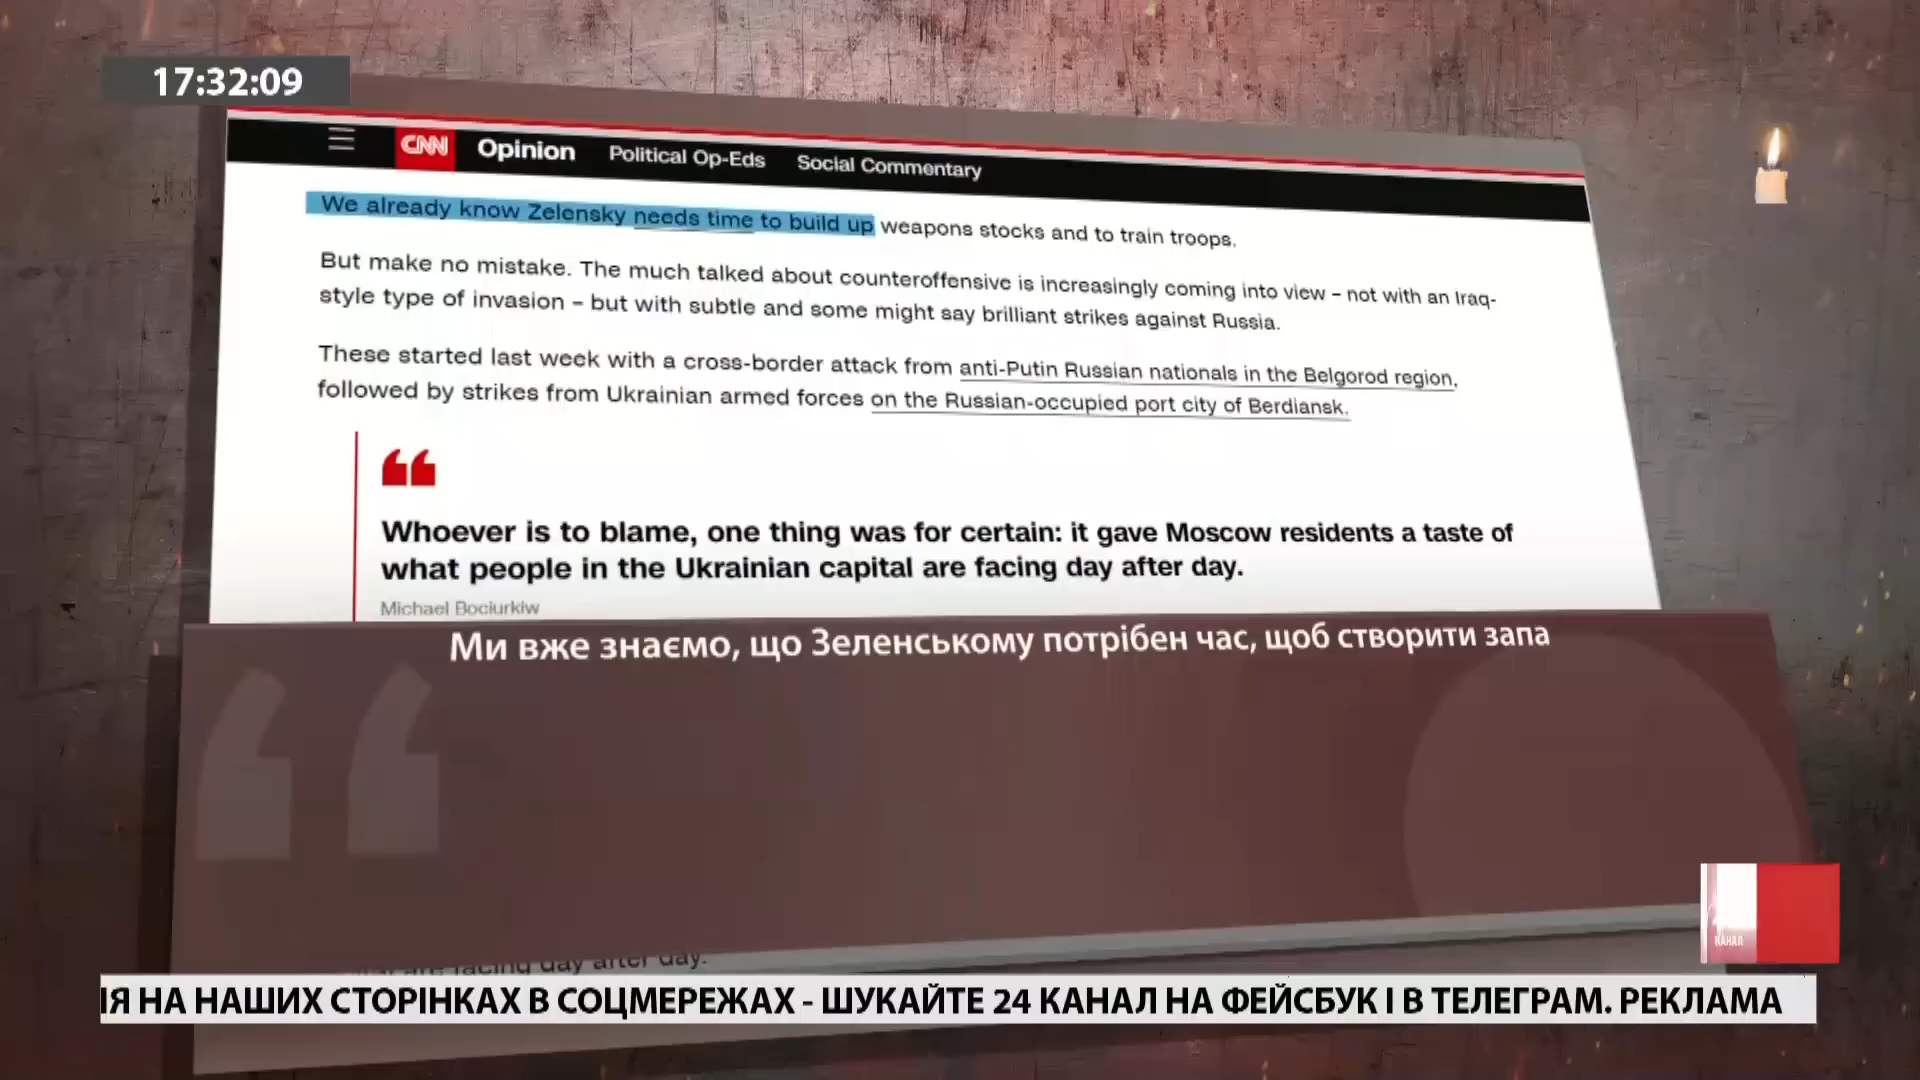 17:32:09
CNN Opinion Political Op-Eds Social Commentary
We already know Zelensky needs time to build up weapons stocks and to train troops.
But make no mistake. The much talked about counteroffensive is increasingly coming into view – not with an Iraq-
style type of invasion – but with subtle and some might say brilliant strikes against Russia.
These started last week with a cross-border attack from anti-Putin Russian nationals in the Belgorod region,
followed by strikes from Ukrainian armed forces on the Russian-occupied port city of Berdiansk.
Whoever is to blame, one thing was for certain: it gave Moscow residents a taste of
what people in the Ukrainian capital are facing day after day.
Michael Bociurkiw
Ми вже знаємо, що Зеленському потрібен час, щоб створити запа
facing day after day.
КАНАЛ
ІЯ НА НАШИХ СТОРІНКАХ В СОЦМЕРЕЖАХ - ШУКАЙТЕ 24 КАНАЛ НА ФЕЙСБУК І В ТЕЛЕГРАМ. РЕКЛАМА